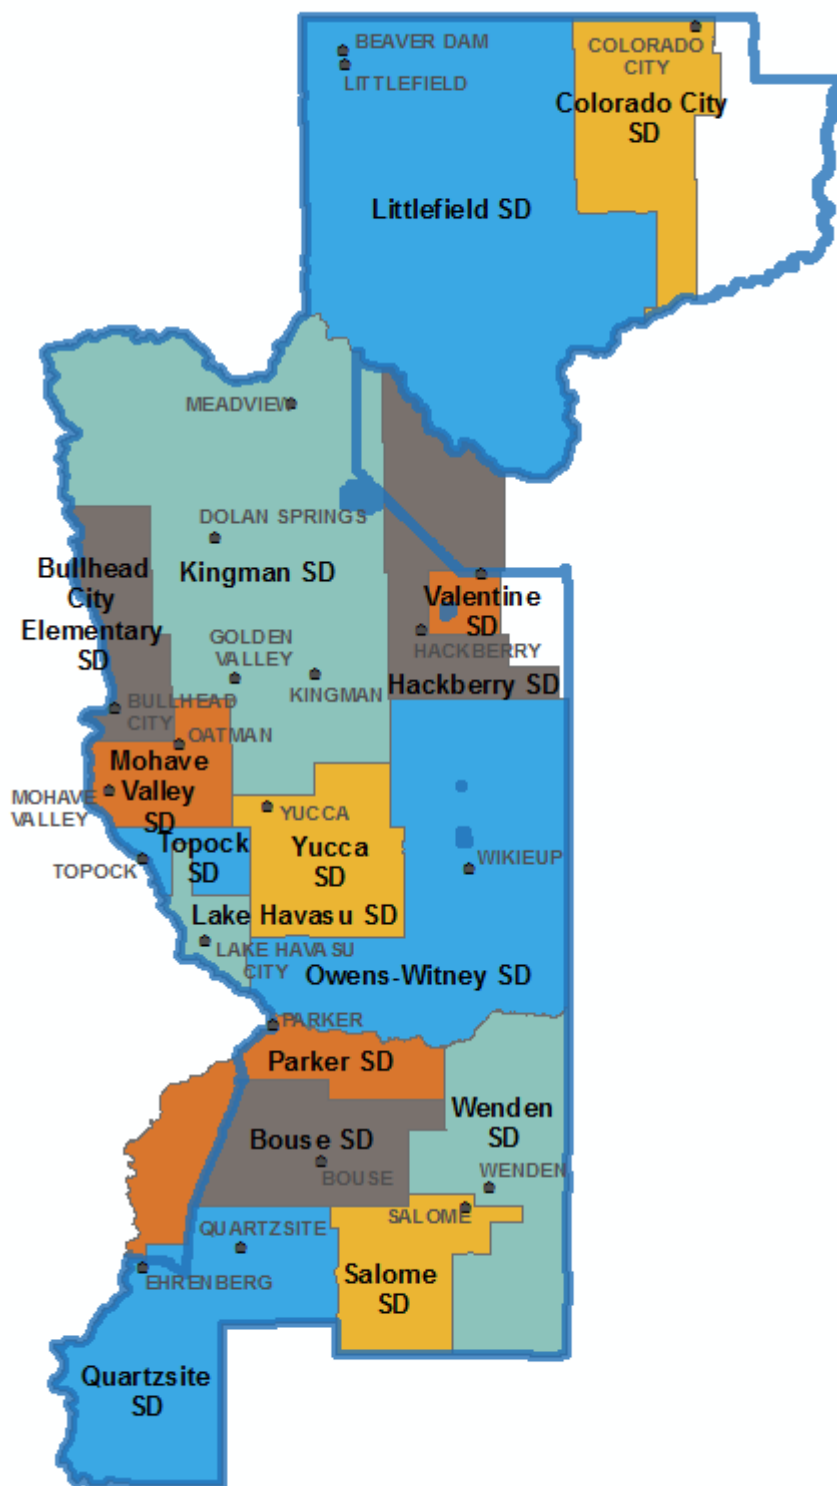 BEAVER DAM
LITTLEFIELD
COLORADO
CITY
Colorado City
SD
Littlefield SD
MEADVIEW
DOLAN SPRINGS
Kingman SD
Bullhead
City
Elementary
SD
Valentine
SD
GOLDEN
VALLEY
HACKBERRY
KINGMAN
Hackberry SD
BULLHEAD
CITY
OATMAN
Mohave
Valley
SD
MOHAVE
VALLEY
YUCCA
Topock
SD
Yucca
SD
TOPOCK
WIKIEUP
Lake Havasu SD
LAKE HAVASU
CITY
Owens-Witney SD
PARKER
Parker SD
Wenden
SD
Bouse SD
BOUSE
WENDEN
SALOME
QUARTZSITE
EHRENBERG
Salome
SD
Quartzsite
SD